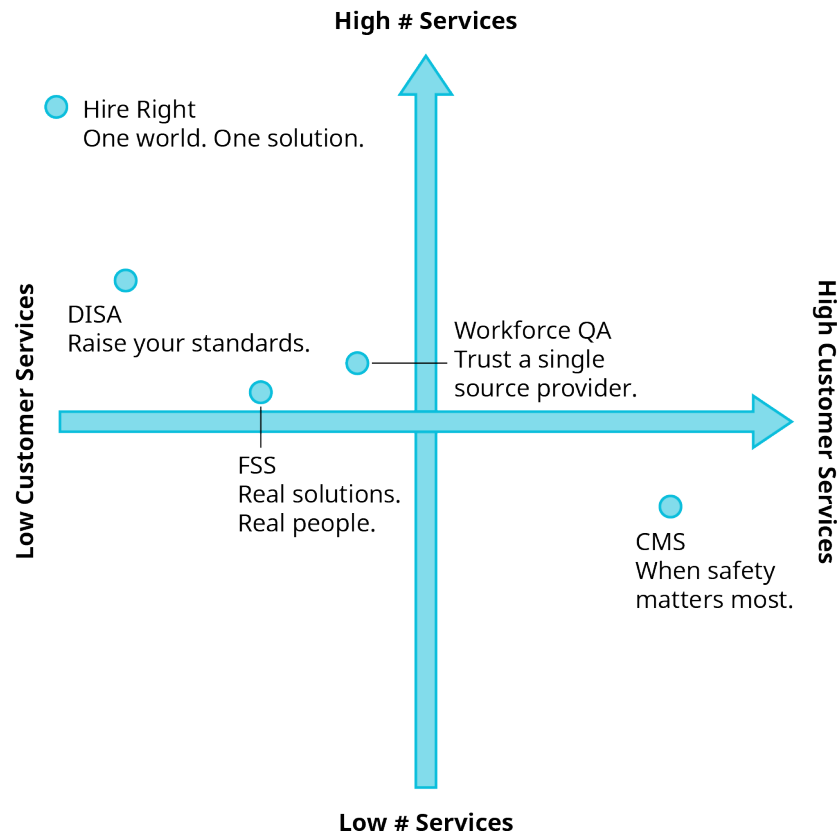 High # Services
Hire Right
One world. One solution.
DISA
Raise your standards.
Workforce QA
Trust a single
source provider.
Low Customer Services
High Customer Services
FSS
Real solutions.
Real people.
CMS
When safety
matters most.
Low # Services